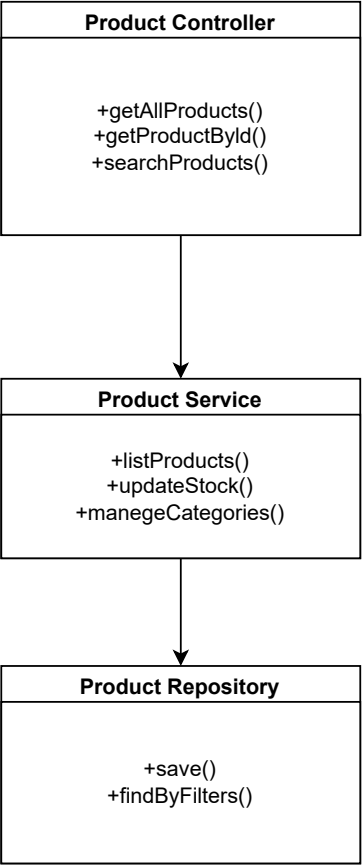 Product Controller
+getAllProducts()
+getProductById()
+searchProducts()
Product Service
+listProducts()
+updateStock()
+manegeCategories()
Product Repository
+save()
+findByFilters()